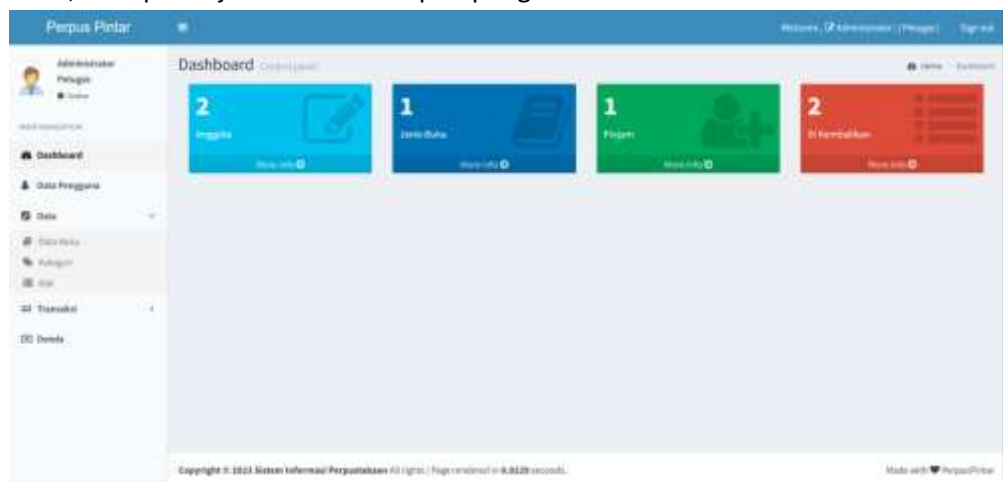 Perpus Pintar
Welcome, Administrator (Petugas)
Sign out
Administrator
Petugas
Online
MAIN NAVIGATION
Dashboard
Data Pengguna
Data
Data Buku
Kategori
Rak
Transaksi
Denda
Dashboard Control panel
Home
Dashboard
2
Anggota
More info
1
Jenis Buku
More info
1
Pinjam
More info
2
Di Kembalikan
More info
Copyright © 2023 Sistem Informasi Perpustakaan All rights | Page rendered in seconds.
Made with PerpusPintar